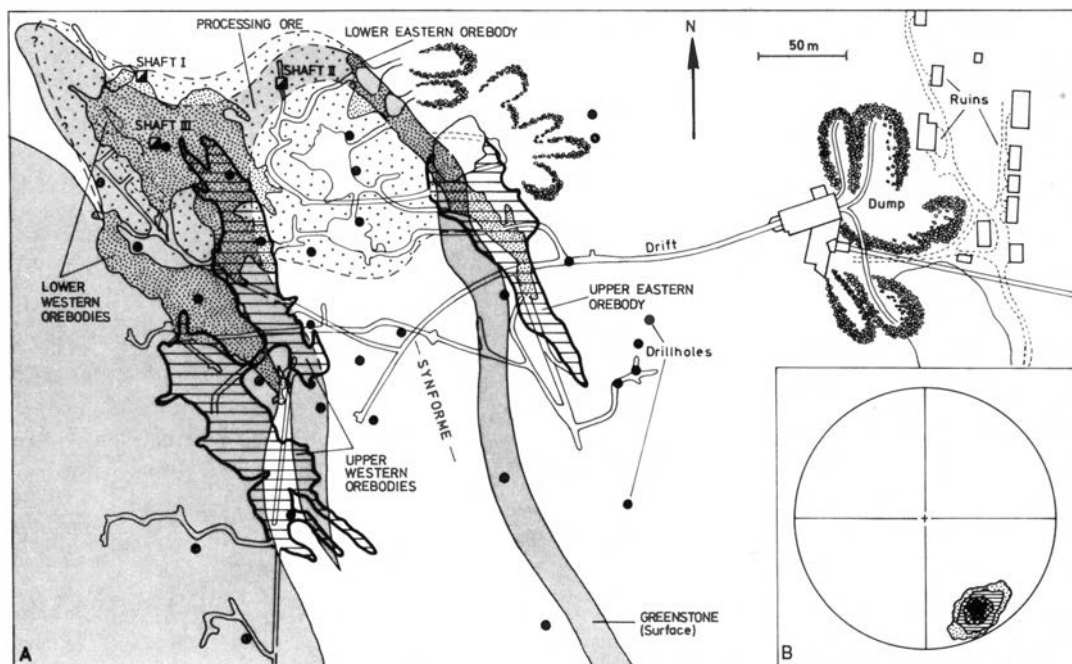 PROCESSING ORE
LOWER EASTERN OREBODY
N
50 m
?
SHAFT I
SHAFT II
Ruins
SHAFT III
Dump
Drift
LOWER
WESTERN
OREBODIES
UPPER EASTERN
OREBODY
Drillholes
— SYNFORME —
UPPER
WESTERN
OREBODIES
GREENSTONE
(Surface)
A
B